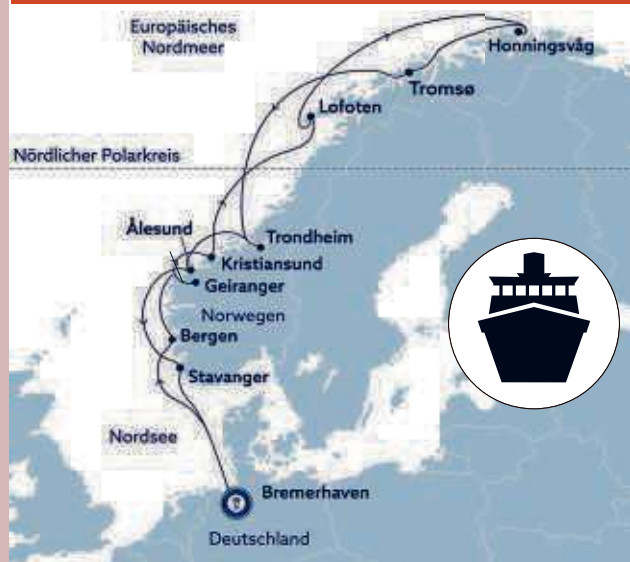 Europäisches
Nordmeer
Honningsvåg
Tromsø
Lofoten
Nördlicher Polarkreis
Ålesund
Trondheim
Kristiansund
Geiranger
Norwegen
Bergen
Stavanger
Nordsee
Bremerhaven
Deutschland